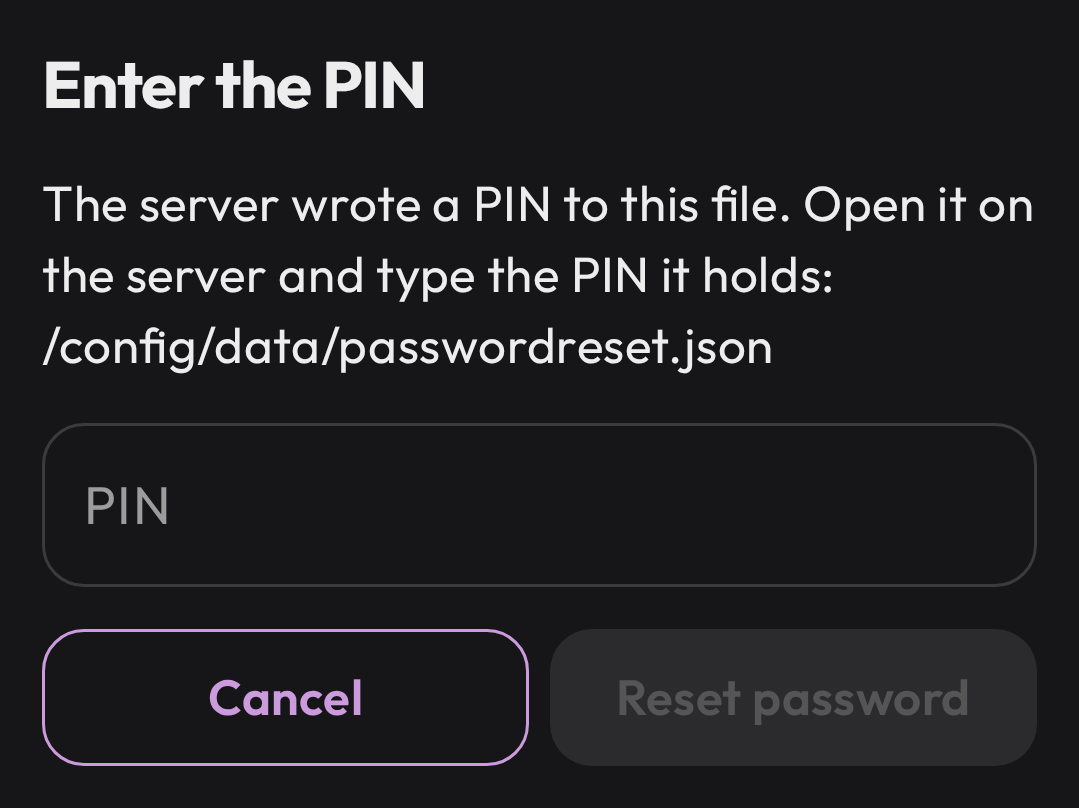 Enter the PIN
The server wrote a PIN to this file. Open it on
the server and type the PIN it holds:
/config/data/passwordreset.json
PIN
Cancel
Reset password